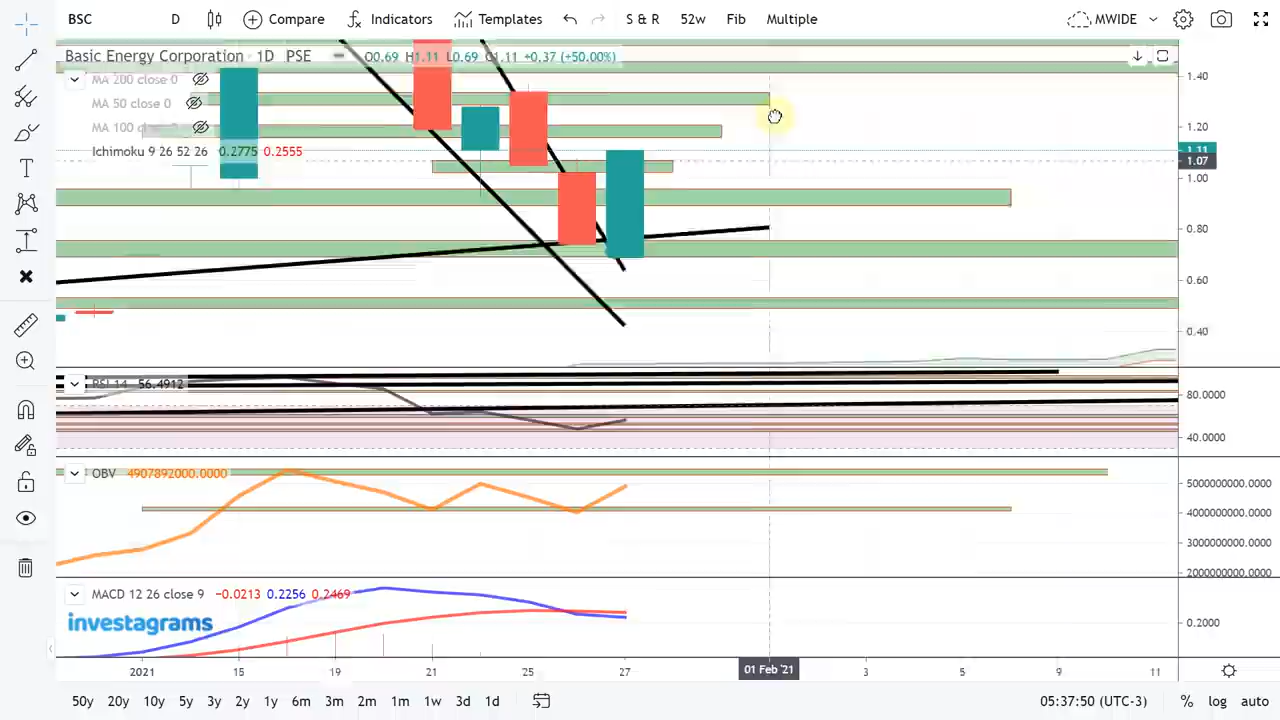 BSC D Compare Indicators Templates S & R 52w Fib Multiple MWIDE
Basic Energy Corporation · 1D PSE O0.69 H1.11 L0.69 C1.11 +0.37 (+50.00%)
MA 200 close 0
MA 50 close 0
MA 100 close 0
Ichimoku 9 26 52 26 0.2775 0.2555
1.40
1.20
1.11
1.07
1.00
0.80
0.60
0.40
RSI 14 56.4912
80.0000
40.0000
OBV 4907892000.0000
5000000000.0000
4000000000.0000
3000000000.0000
2000000000.0000
MACD 12 26 close 9 −0.0213 0.2256 0.2469
investagrams
0.2000
2021 15 19 21 25 27 01 Feb '21 3 5 9 11
50y 20y 10y 5y 3y 2y 1y 6m 3m 2m 1m 1w 3d 1d 05:37:50 (UTC-3) % log auto